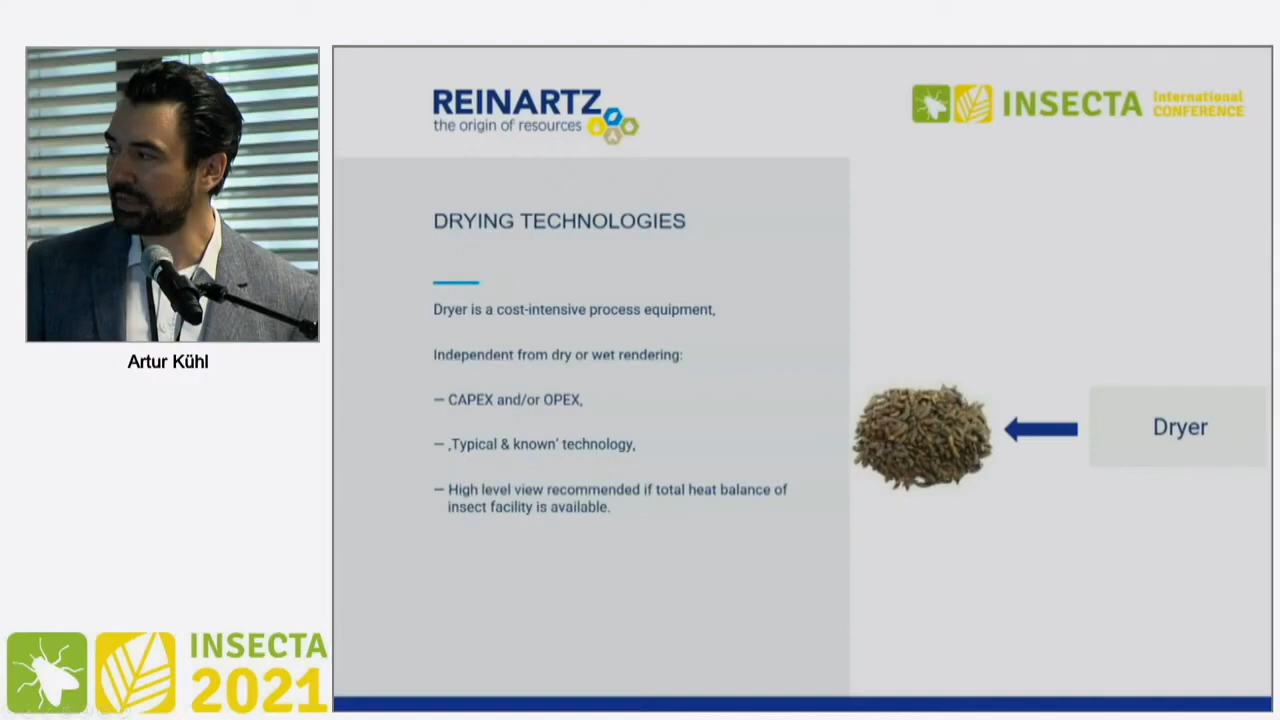 REINARTZ
the origin of resources
INSECTA
International
CONFERENCE
DRYING TECHNOLOGIES
Dryer is a cost-intensive process equipment,
Independent from dry or wet rendering:
— CAPEX and/or OPEX,
— ‚Typical & known‘ technology,
— High level view recommended if total heat balance of
insect facility is available.
Dryer
Artur Kühl
INSECTA
2021